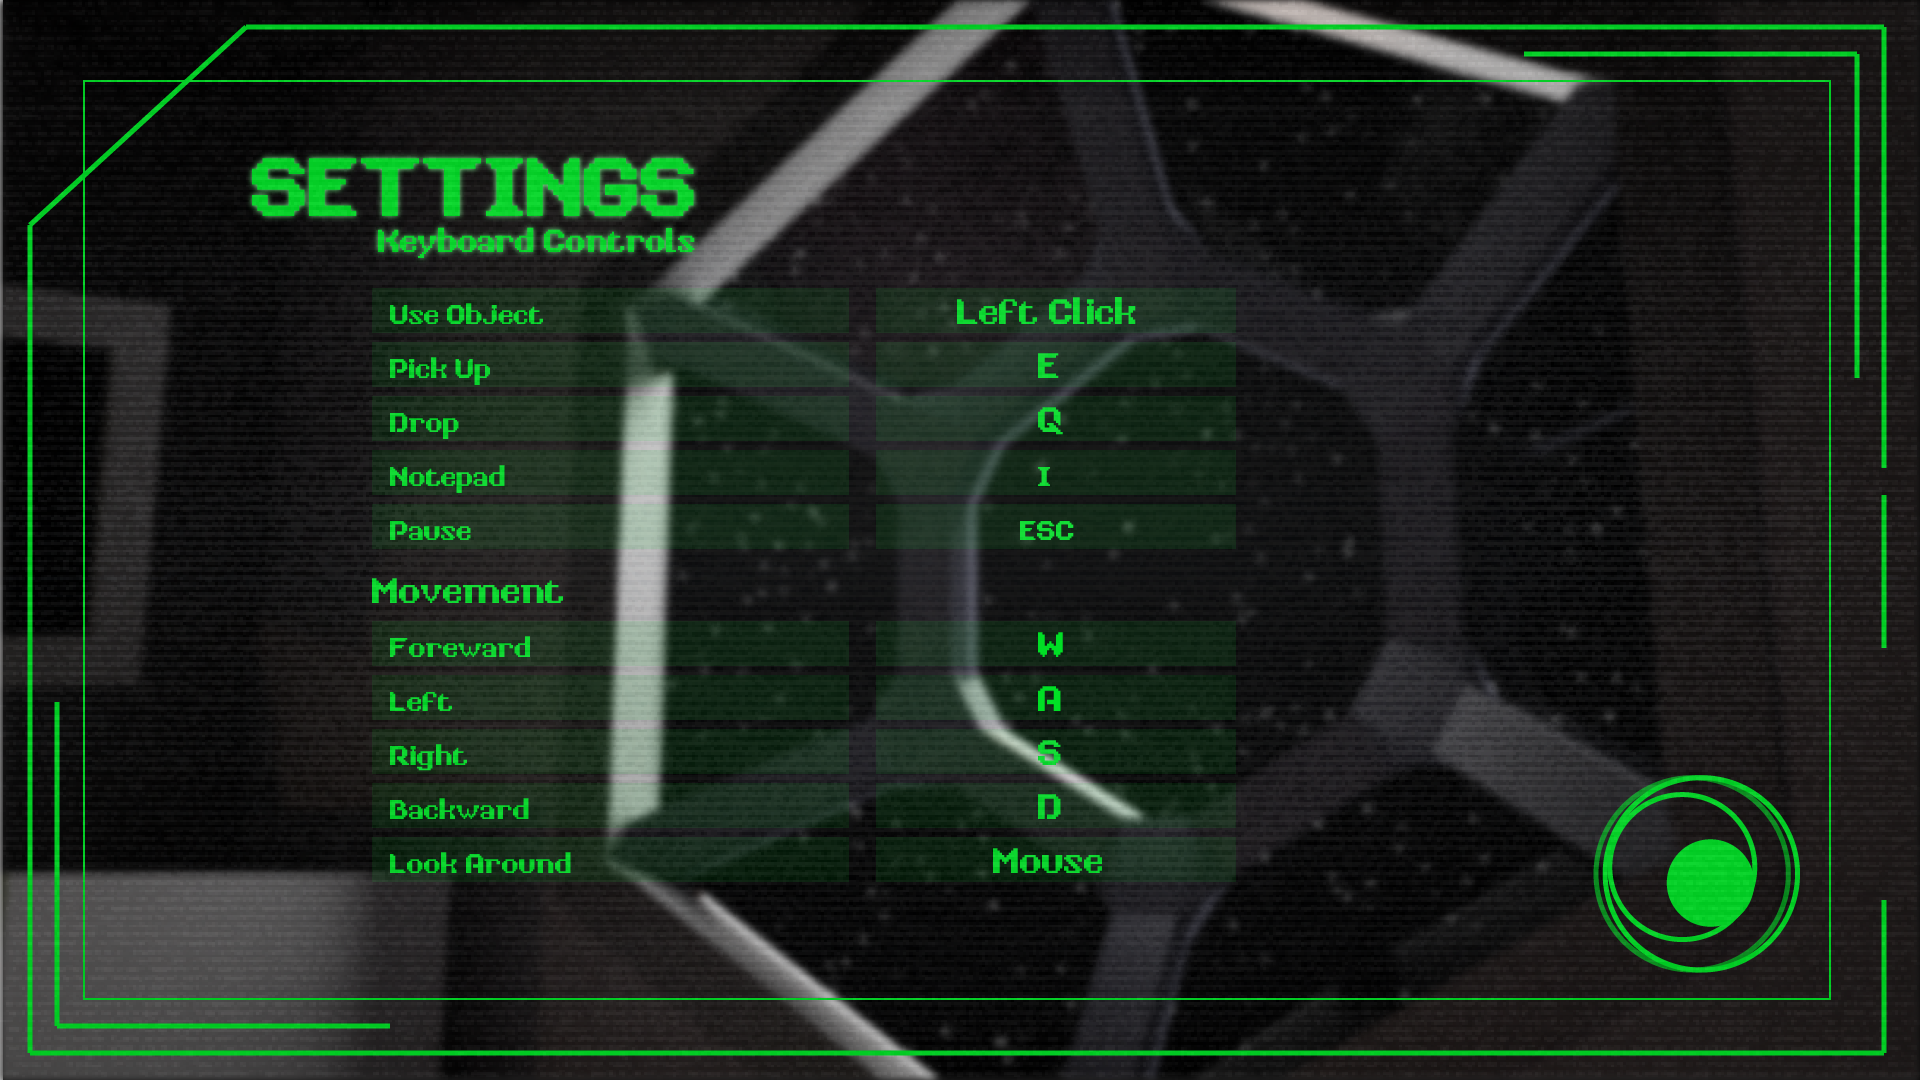 SETTINGS
Keyboard Controls
Use Object Left Click
Pick Up E
Drop Q
Notepad I
Pause ESC
Movement
Foreward W
Left A
Right S
Backward D
Look Around Mouse